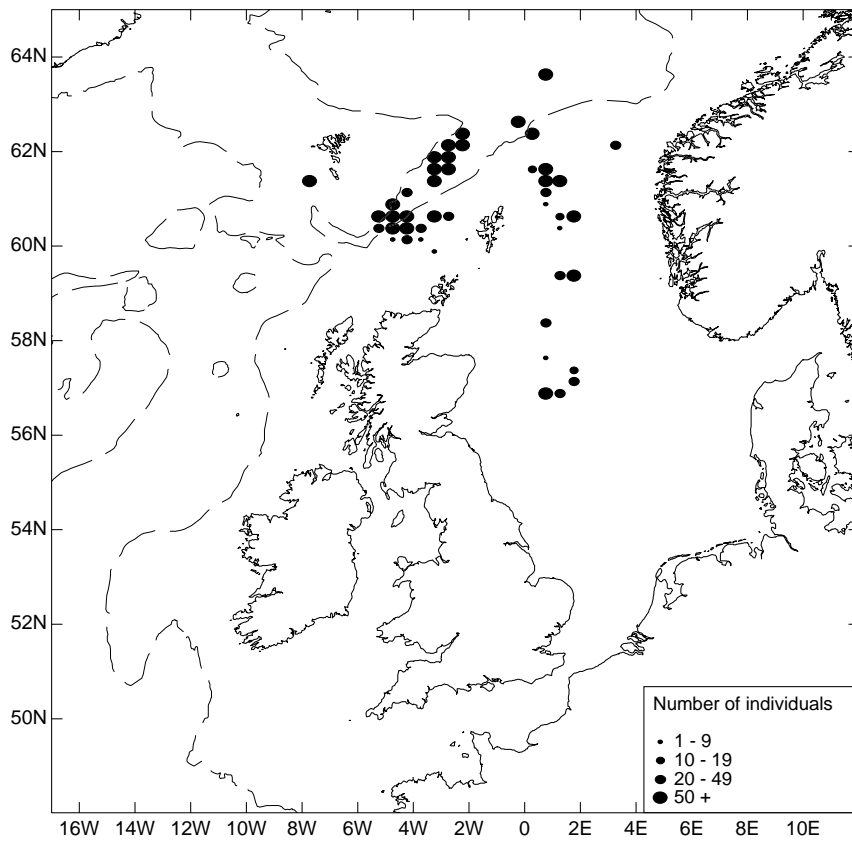 64N
62N
60N
58N
56N
54N
52N
50N
Number of individuals
1 - 9
10 - 19
20 - 49
50 +
16W 14W 12W 10W 8W 6W 4W 2W 0 2E 4E 6E 8E 10E